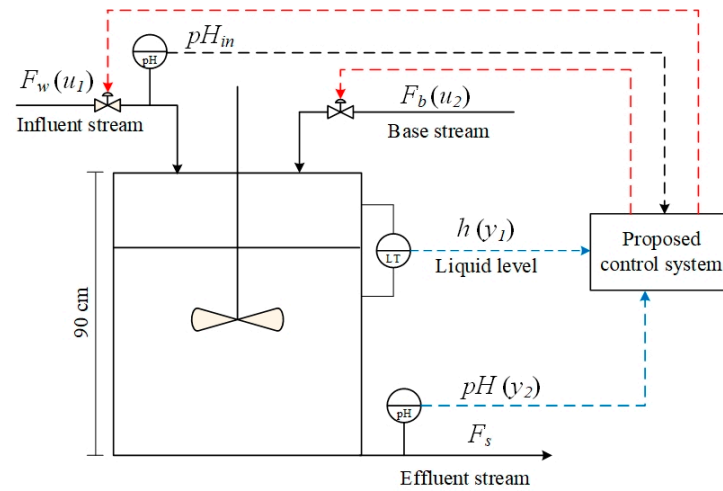 pH
pH_in
F_w (u_1)
Influent stream
F_b (u_2)
Base stream
90 cm
LT
h (y_1)
Liquid level
Proposed
control system
pH
pH (y_2)
F_s
Effluent stream